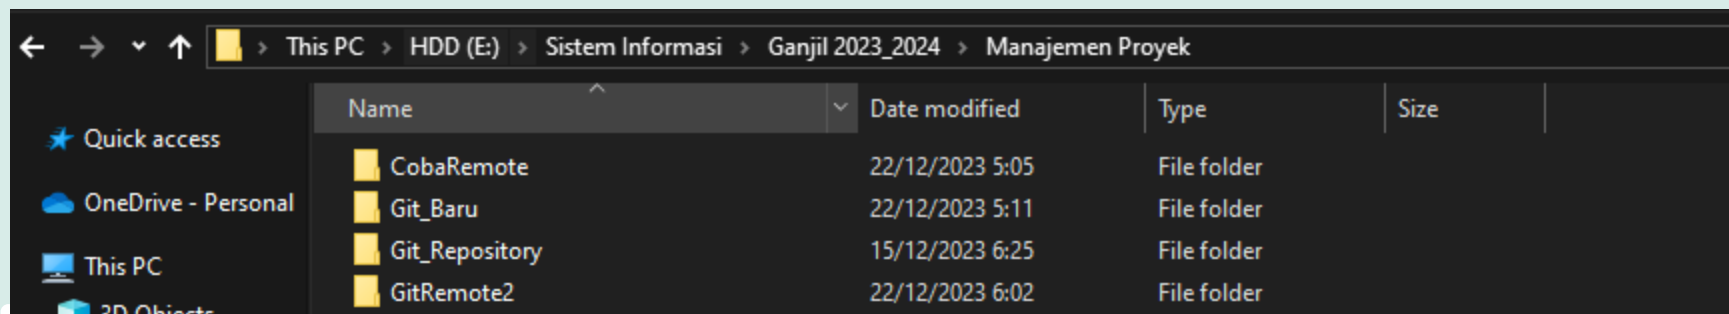 This PC > HDD (E:) > Sistem Informasi > Ganjil 2023_2024 > Manajemen Proyek
Name Date modified Type Size
Quick access
OneDrive - Personal
This PC
3D Objects
CobaRemote 22/12/2023 5:05 File folder
Git_Baru 22/12/2023 5:11 File folder
Git_Repository 15/12/2023 6:25 File folder
GitRemote2 22/12/2023 6:02 File folder